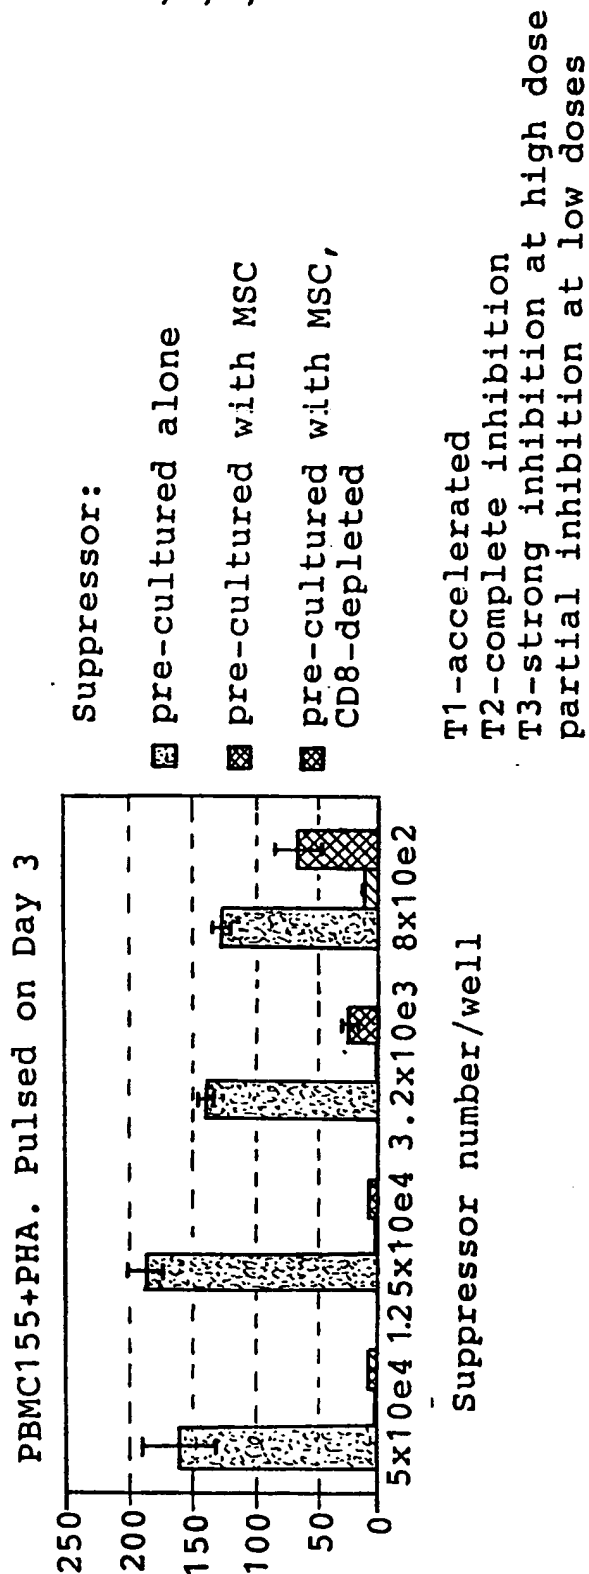 PBMC155+PHA. Pulsed on Day 3
250
200
150
100
50
0
5x10e4 1.25x10e4 3.2x10e3 8x10e2
Suppressor number/well
Suppressor:
pre-cultured alone
pre-cultured with MSC
pre-cultured with MSC,
CD8-depleted
T1-accelerated
T2-complete inhibition
T3-strong inhibition at high dose
partial inhibition at low doses